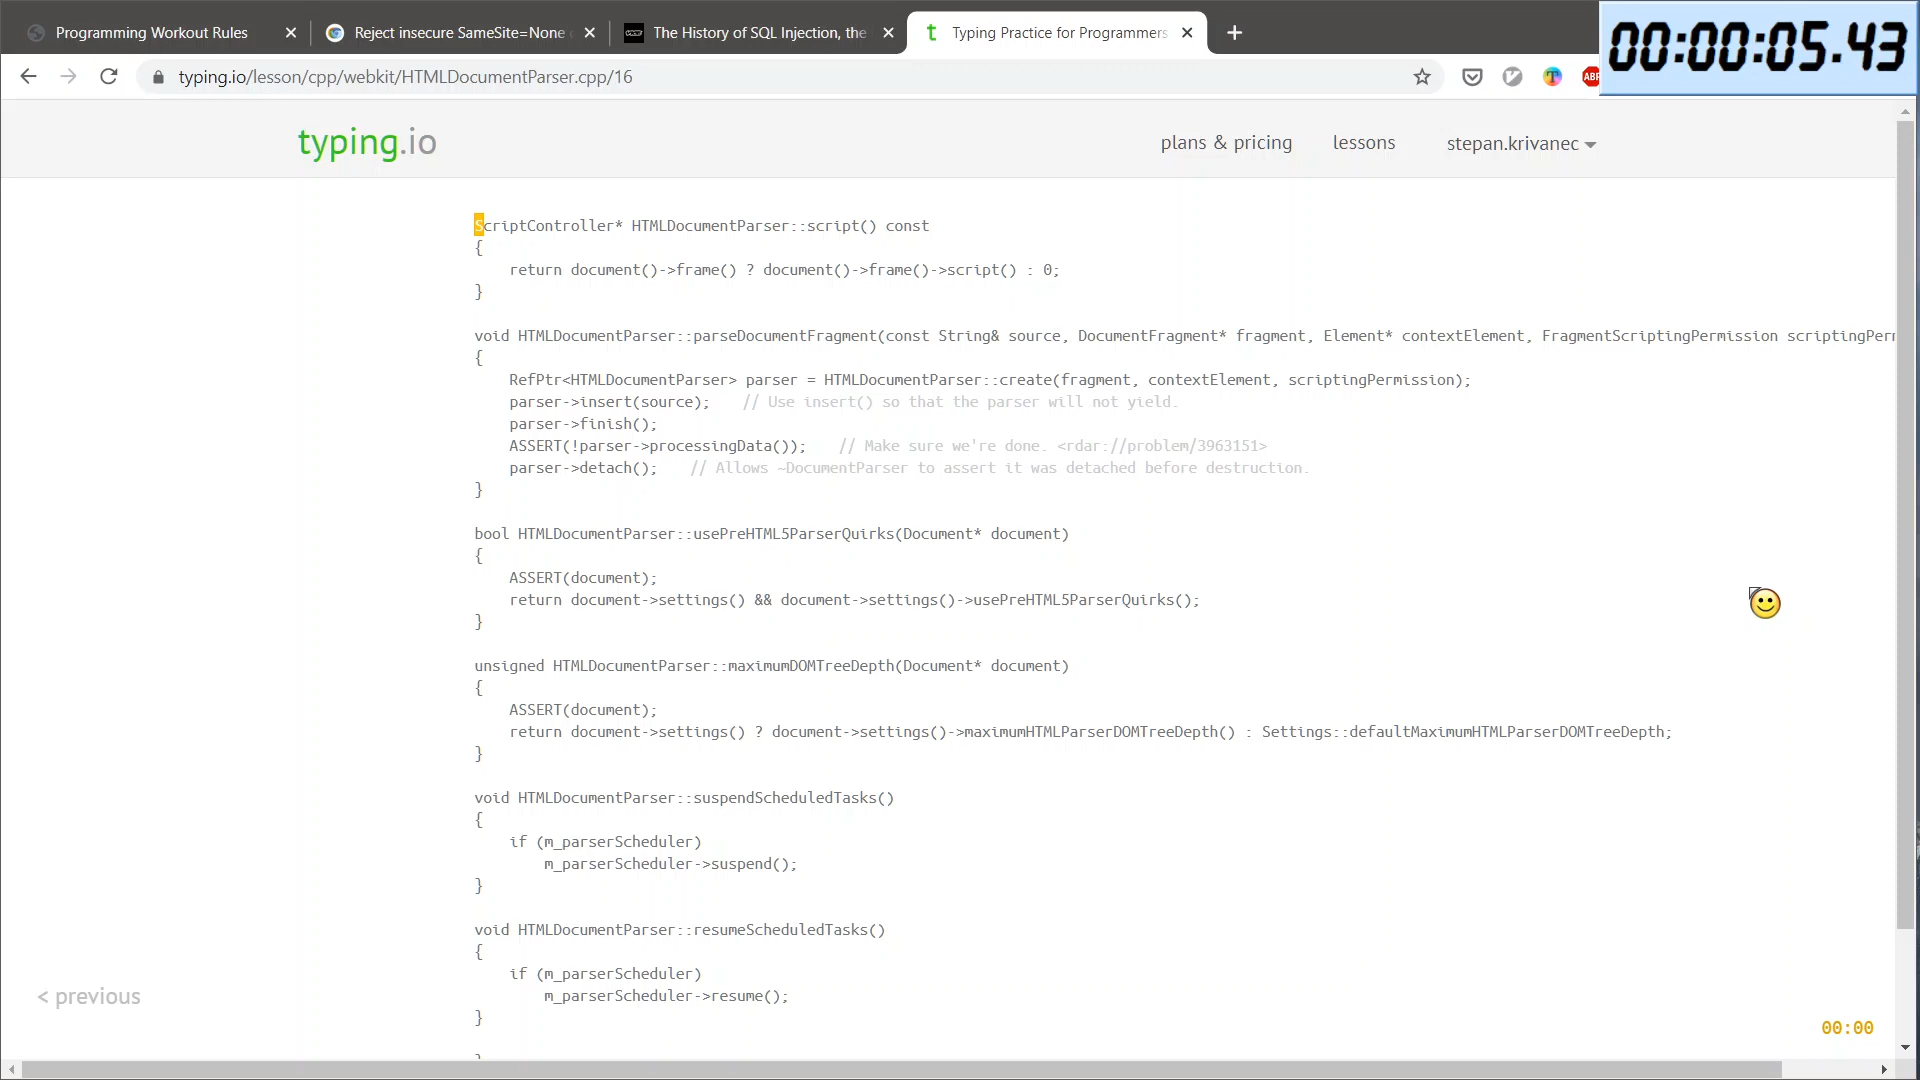 Programming Workout Rules
Reject insecure SameSite=None
The History of SQL Injection, the
t Typing Practice for Programmers
00:00:05.43
typing.io/lesson/cpp/webkit/HTMLDocumentParser.cpp/16
T
ABP
typing.io
plans & pricing
lessons
stepan.krivanec
ScriptController* HTMLDocumentParser::script() const
{
    return document()->frame() ? document()->frame()->script() : 0;
}
void HTMLDocumentParser::parseDocumentFragment(const String& source, DocumentFragment* fragment, Element* contextElement, FragmentScriptingPermission scriptingPerm
{
    RefPtr<HTMLDocumentParser> parser = HTMLDocumentParser::create(fragment, contextElement, scriptingPermission);
    parser->insert(source);    // Use insert() so that the parser will not yield.
    parser->finish();
    ASSERT(!parser->processingData());    // Make sure we're done. <rdar://problem/3963151>
    parser->detach();    // Allows ~DocumentParser to assert it was detached before destruction.
}
bool HTMLDocumentParser::usePreHTML5ParserQuirks(Document* document)
{
    ASSERT(document);
    return document->settings() && document->settings()->usePreHTML5ParserQuirks();
}
unsigned HTMLDocumentParser::maximumDOMTreeDepth(Document* document)
{
    ASSERT(document);
    return document->settings() ? document->settings()->maximumHTMLParserDOMTreeDepth() : Settings::defaultMaximumHTMLParserDOMTreeDepth;
}
void HTMLDocumentParser::suspendScheduledTasks()
{
    if (m_parserScheduler)
        m_parserScheduler->suspend();
}
void HTMLDocumentParser::resumeScheduledTasks()
{
    if (m_parserScheduler)
        m_parserScheduler->resume();
}
}
< previous
00:00